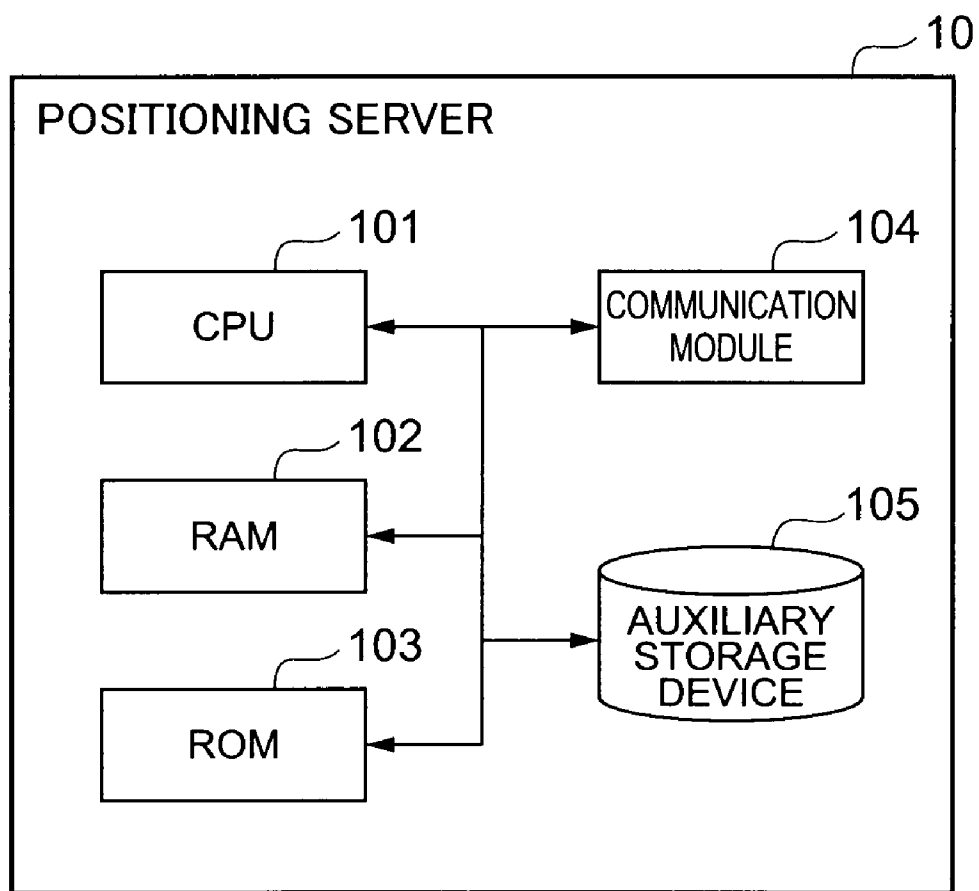 10
POSITIONING SERVER
101
CPU
104
COMMUNICATION
MODULE
102
RAM
105
AUXILIARY
STORAGE
DEVICE
103
ROM